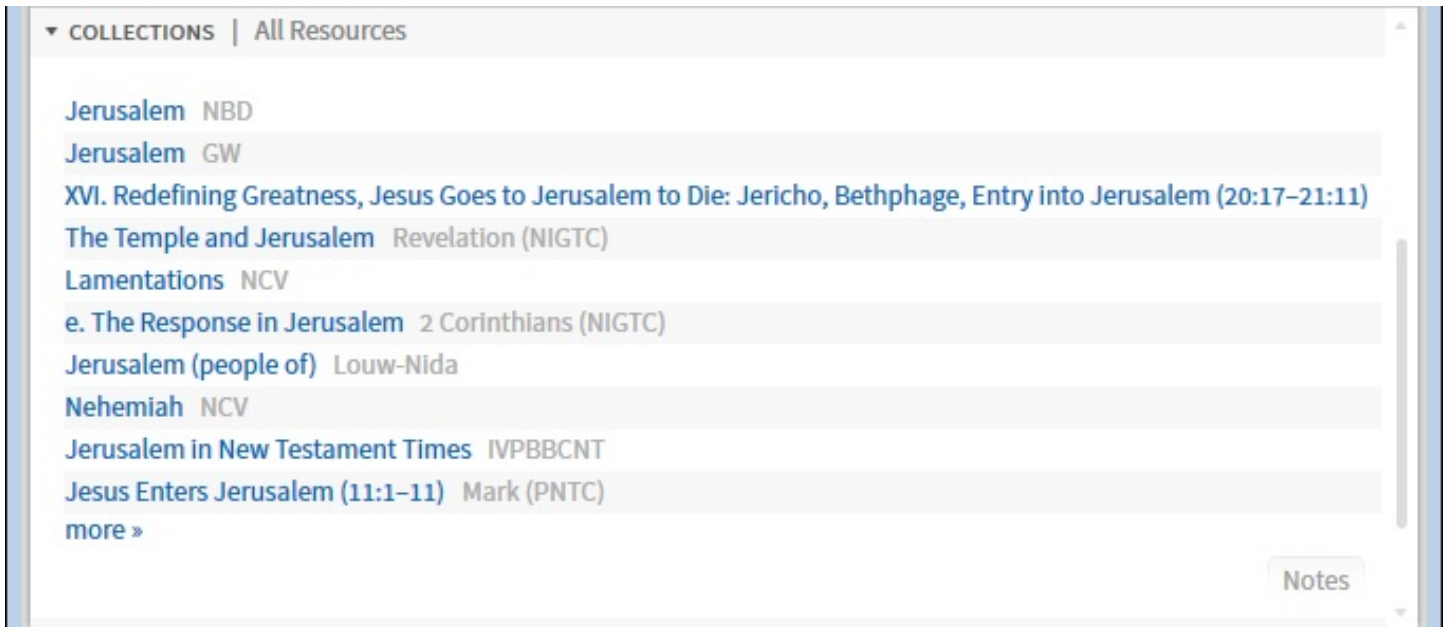 ▾ COLLECTIONS | All Resources
Jerusalem NBD
Jerusalem GW
XVI. Redefining Greatness, Jesus Goes to Jerusalem to Die: Jericho, Bethphage, Entry into Jerusalem (20:17–21:11)
The Temple and Jerusalem Revelation (NIGTC)
Lamentations NCV
e. The Response in Jerusalem 2 Corinthians (NIGTC)
Jerusalem (people of) Louw-Nida
Nehemiah NCV
Jerusalem in New Testament Times IVPBBCNT
Jesus Enters Jerusalem (11:1–11) Mark (PNTC)
more »
Notes